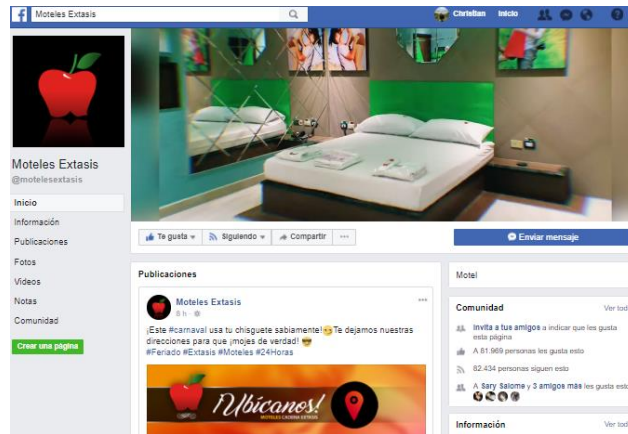 Moteles Extasis
Christian
Inicio
Moteles Extasis
@motelesextasis
Inicio
Información
Publicaciones
Fotos
Videos
Notas
Comunidad
Crear una página
Te gusta
Siguiendo
Compartir
Enviar mensaje
Publicaciones
Moteles Extasis
8 h
¡Este #carnaval usa tu chisguete sabiamente! Te dejamos nuestras
direcciones para que ¡mojes de verdad!
#Feriado #Extasis #Moteles #24Horas
¡Ubícanos!
Motel
Comunidad
Ver tod
Invita a tus amigos a indicar que les gusta
esta página
A 81.969 personas les gusta esto
82.434 personas siguen esto
A Sary Salome y 3 amigos más les gusta esto
Información
Ver tod